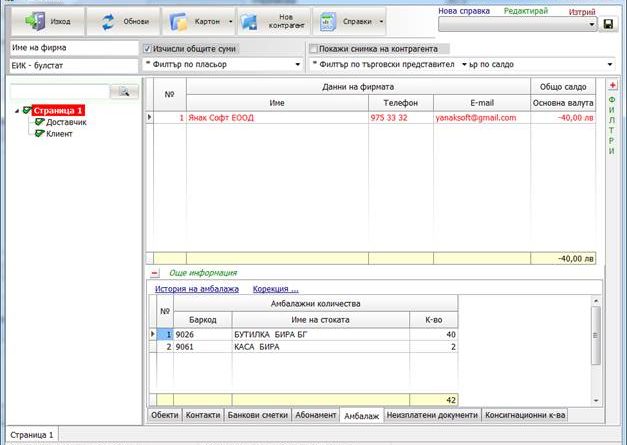 Изход Обнови Картон Нов контрагент Справки
Нова справка Редактирай Изтрий
Име на фирма Изчисли общите суми Покажи снимка на контрагента
ЕИК - булстат * Филтър по пласьор * Филтър по търговски представител ър по салдо
Страница 1
Доставчик
Клиент
№ Данни на фирмата Общо салдо
Име Телефон E-mail Основна валута
1 Янак Софт ЕООД 975 33 32 yanaksoft@gmail.com -40,00 лв
-40,00 лв
ФИЛТРИ
Още информация
История на амбалажа Корекция ...
№ Амбалажни количества
Баркод Име на стоката К-во
1 9026 БУТИЛКА БИРА БГ 40
2 9061 КАСА БИРА 2
42
Обекти Контакти Банкови сметки Абонамент Амбалаж Неизплатени документи Консигнационни к-ва
Страница 1